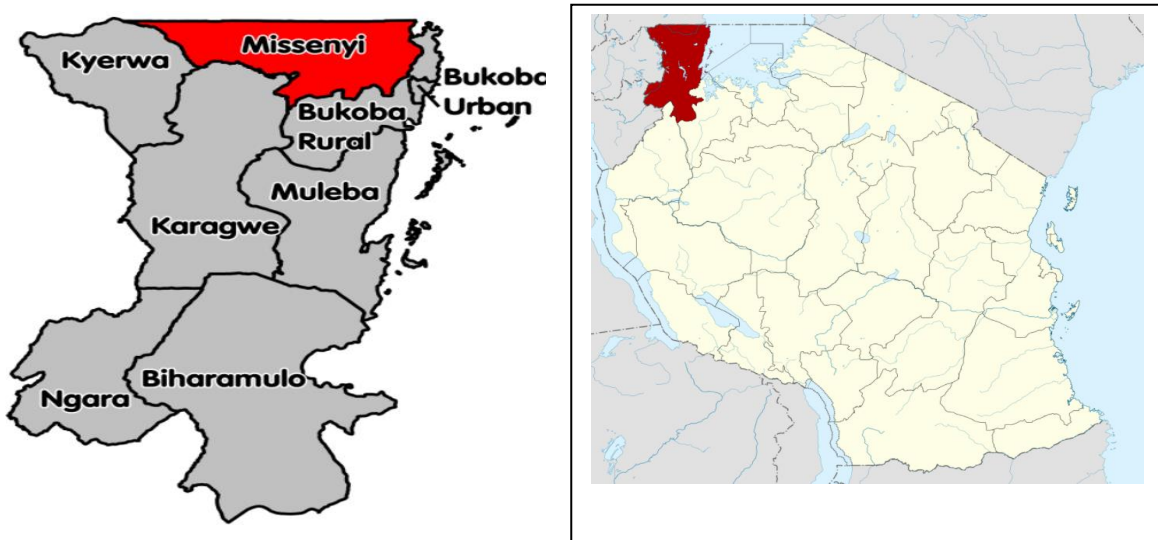 Missenyi
Kyerwa
Bukoba
Urban
Bukoba
Rural
Muleba
Karagwe
Biharamulo
Ngara